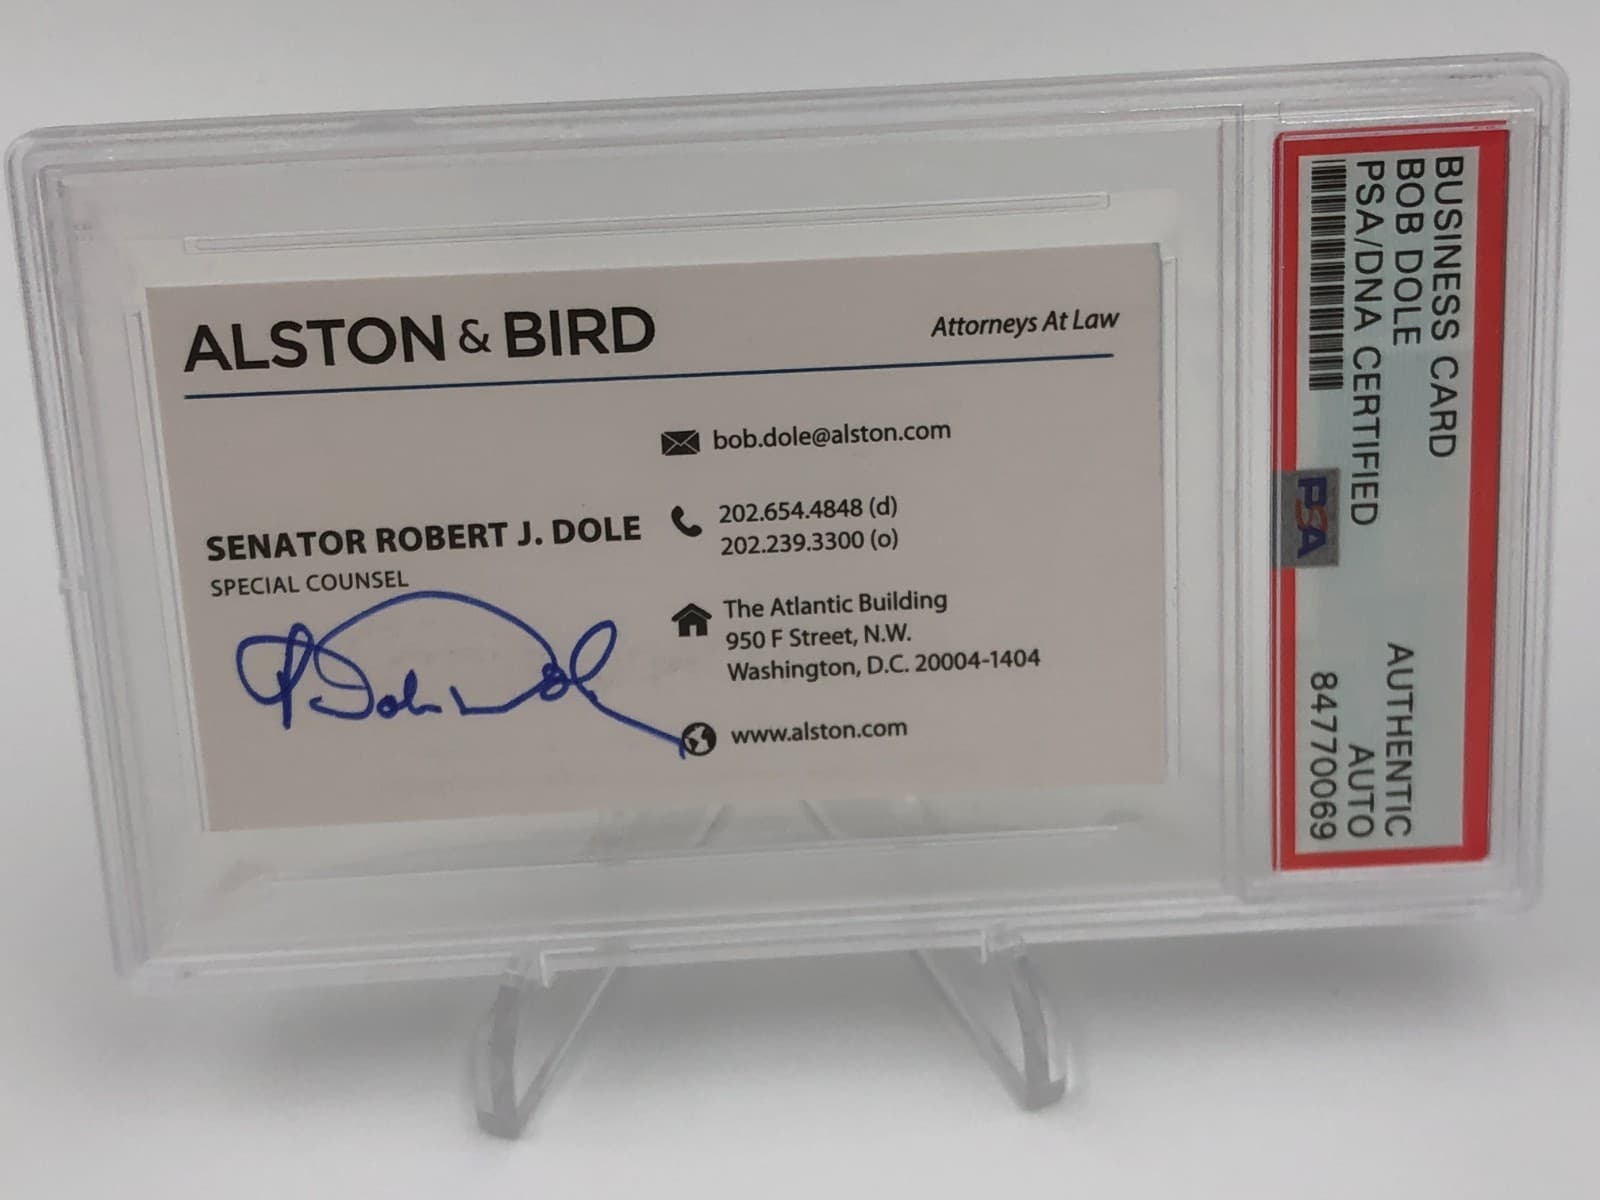 ALSTON & BIRD
Attorneys At Law
bob.dole@alston.com
SENATOR ROBERT J. DOLE
SPECIAL COUNSEL
202.654.4848 (d)
202.239.3300 (o)
The Atlantic Building
950 F Street, N.W.
Washington, D.C. 20004-1404
www.alston.com
BUSINESS CARD
BOB DOLE
PSA/DNA CERTIFIED
AUTHENTIC
AUTO
84770069
PSA